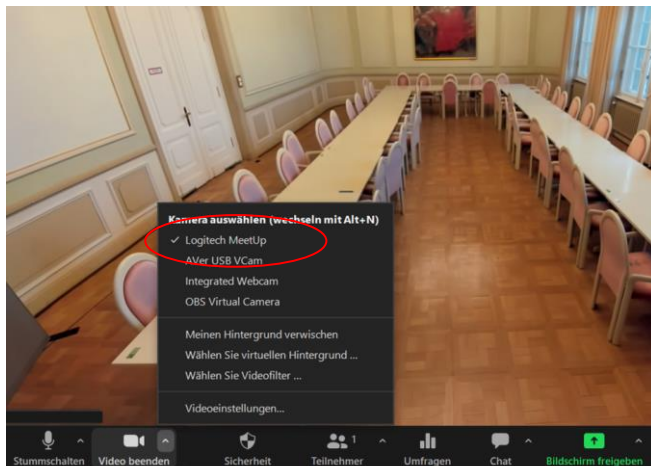 Kamera auswählen (wechseln mit Alt+N)
✓ Logitech MeetUp
AVer USB VCam
Integrated Webcam
OBS Virtual Camera
Meinen Hintergrund verwischen
Wählen Sie virtuellen Hintergrund ...
Wählen Sie Videofilter ...
Videoeinstellungen...
1
Stummschalten Video beenden Sicherheit Teilnehmer Umfragen Chat Bildschirm freigeben